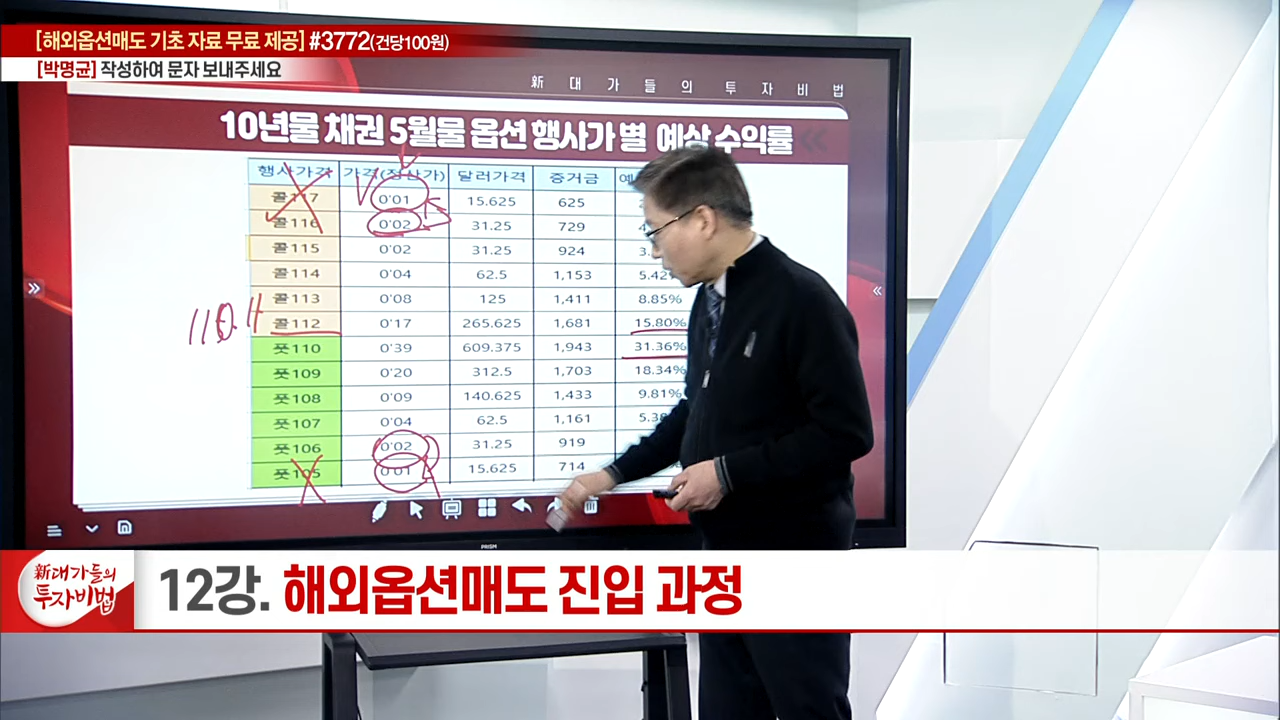 [해외옵션매도 기초 자료 무료 제공] #3772(건당100원)
[박명균] 작성하여 문자 보내주세요
新 대 가 들 의 투 자 비 법
10년물 채권 5월물 옵션 행사가 별 예상 수익률
행사가격 가격(정산가) 달러가격 증거금
콜117 0'01 15.625 625
콜116 0'02 31.25 729
콜115 0'02 31.25 924
콜114 0'04 62.5 1,153 5.42%
콜113 0'08 125 1,411 8.85%
110.11
콜112 0'17 265.625 1,681 15.80%
풋110 0'39 609.375 1,943 31.36%
풋109 0'20 312.5 1,703 18.34%
풋108 0'09 140.625 1,433 9.81%
풋107 0'04 62.5 1,161
풋106 0'02 31.25 919
풋105 0'01 15.625 714
PRISM
新대가들의
투자비법
12강. 해외옵션매도 진입 과정